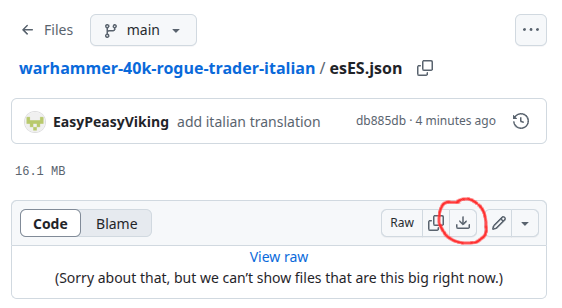 Files
main
warhammer-40k-rogue-trader-italian / esES.json
EasyPeasyViking add italian translation db885db · 4 minutes ago
16.1 MB
Code Blame Raw
View raw
(Sorry about that, but we can’t show files that are this big right now.)